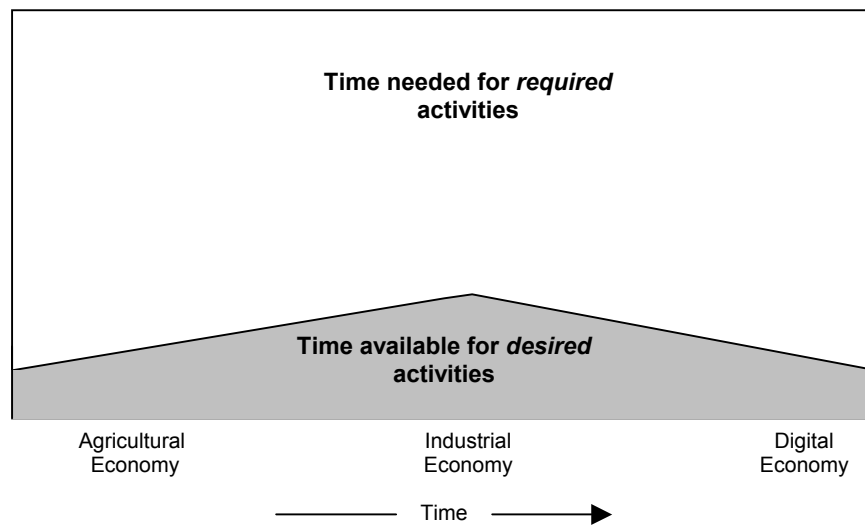 Time needed for required
activities
Time available for desired
activities
Agricultural
Economy
Industrial
Economy
Digital
Economy
Time